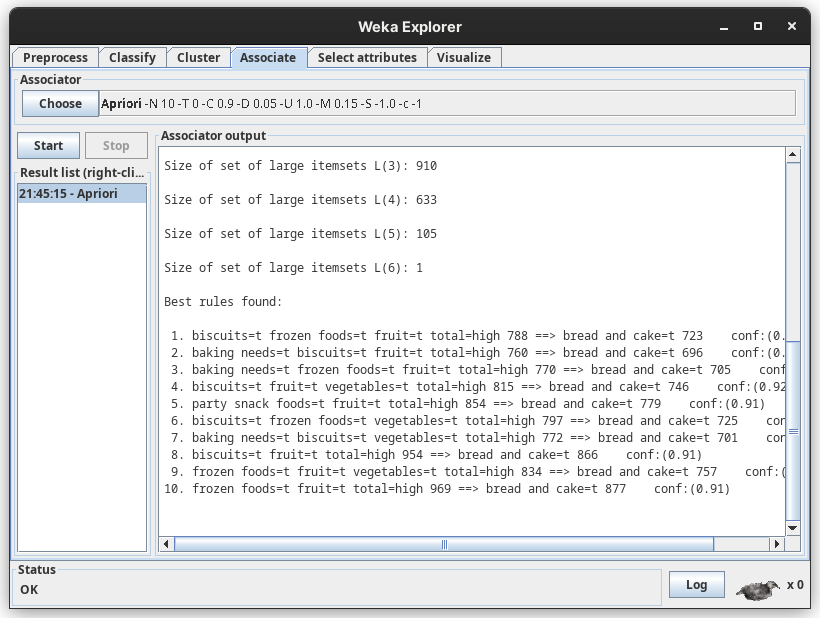 Weka Explorer
Preprocess Classify Cluster Associate Select attributes Visualize
Associator
Choose Apriori -N 10 -T 0 -C 0.9 -D 0.05 -U 1.0 -M 0.15 -S -1.0 -c -1
Start Stop
Result list (right-cli...
21:45:15 - Apriori
Associator output
Size of set of large itemsets L(3): 910
Size of set of large itemsets L(4): 633
Size of set of large itemsets L(5): 105
Size of set of large itemsets L(6): 1
Best rules found:
1. biscuits=t frozen foods=t fruit=t total=high 788 ==> bread and cake=t 723 conf:(0.
2. baking needs=t biscuits=t fruit=t total=high 760 ==> bread and cake=t 696 conf:(0.
3. baking needs=t frozen foods=t fruit=t total=high 770 ==> bread and cake=t 705 conf
4. biscuits=t fruit=t vegetables=t total=high 815 ==> bread and cake=t 746 conf:(0.92
5. party snack foods=t fruit=t total=high 854 ==> bread and cake=t 779 conf:(0.91)
6. biscuits=t frozen foods=t vegetables=t total=high 797 ==> bread and cake=t 725 con
7. baking needs=t biscuits=t vegetables=t total=high 772 ==> bread and cake=t 701 con
8. biscuits=t fruit=t total=high 954 ==> bread and cake=t 866 conf:(0.91)
9. frozen foods=t fruit=t vegetables=t total=high 834 ==> bread and cake=t 757 conf:(
10. frozen foods=t fruit=t total=high 969 ==> bread and cake=t 877 conf:(0.91)
Status
OK
Log
x 0